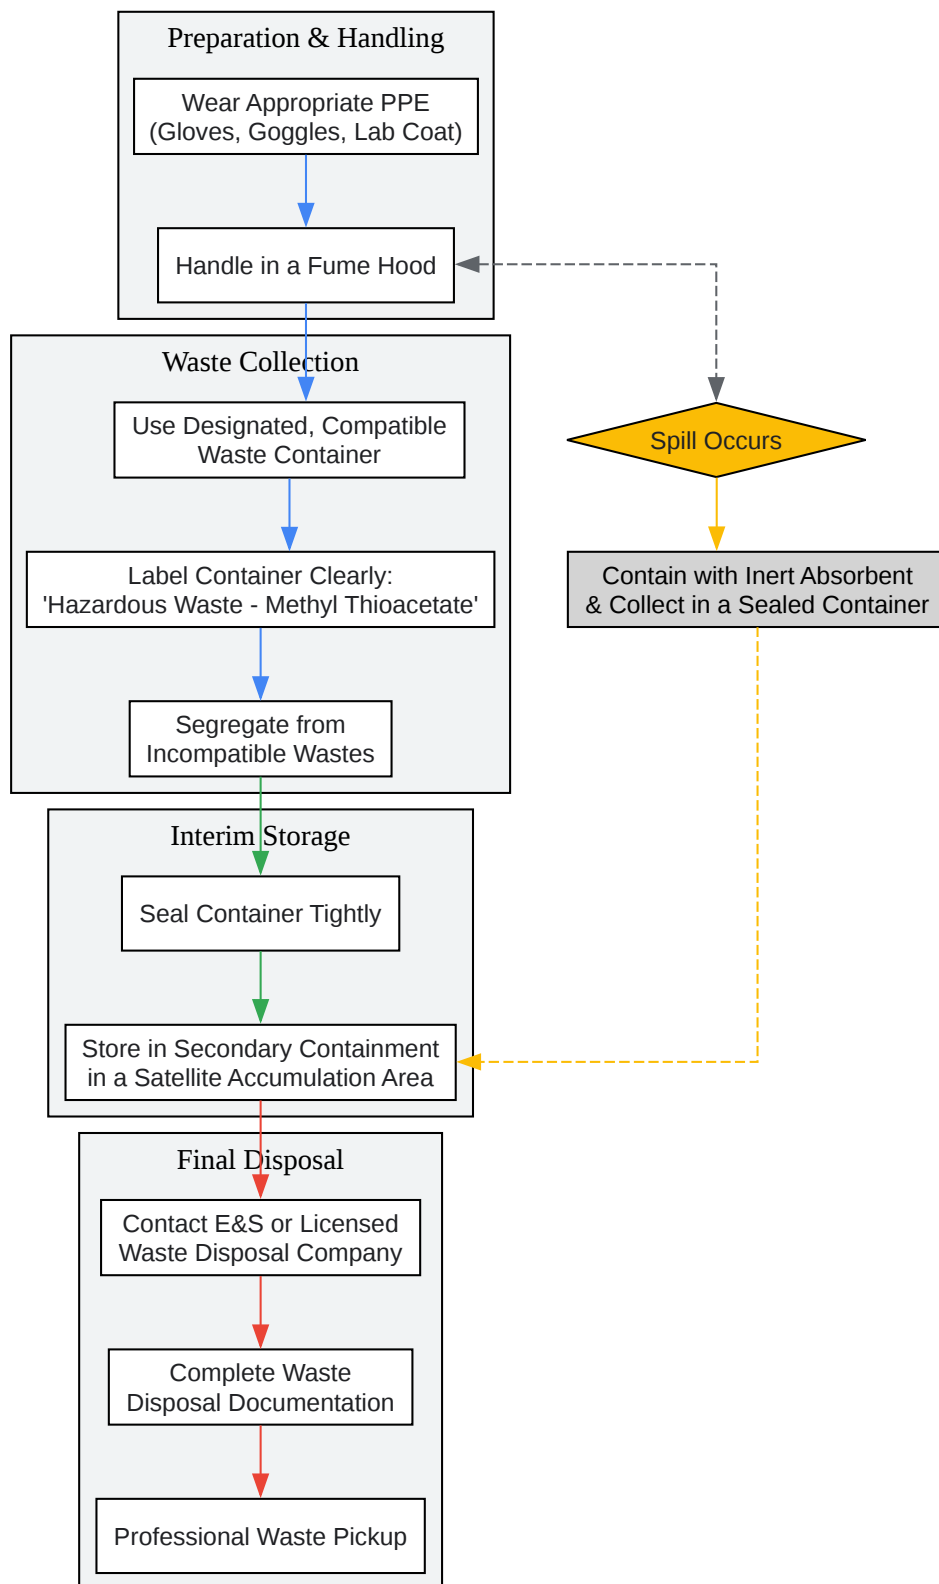 Preparation & Handling
Wear Appropriate PPE
(Gloves, Goggles, Lab Coat)
Handle in a Fume Hood
Waste Collection
Use Designated, Compatible
Waste Container
Spill Occurs
Label Container Clearly:
'Hazardous Waste - Methyl Thioacetate'
Contain with Inert Absorbent
& Collect in a Sealed Container
Segregate from
Incompatible Wastes
Interim Storage
Seal Container Tightly
Store in Secondary Containment
in a Satellite Accumulation Area
Final Disposal
Contact E&S or Licensed
Waste Disposal Company
Complete Waste
Disposal Documentation
Professional Waste Pickup